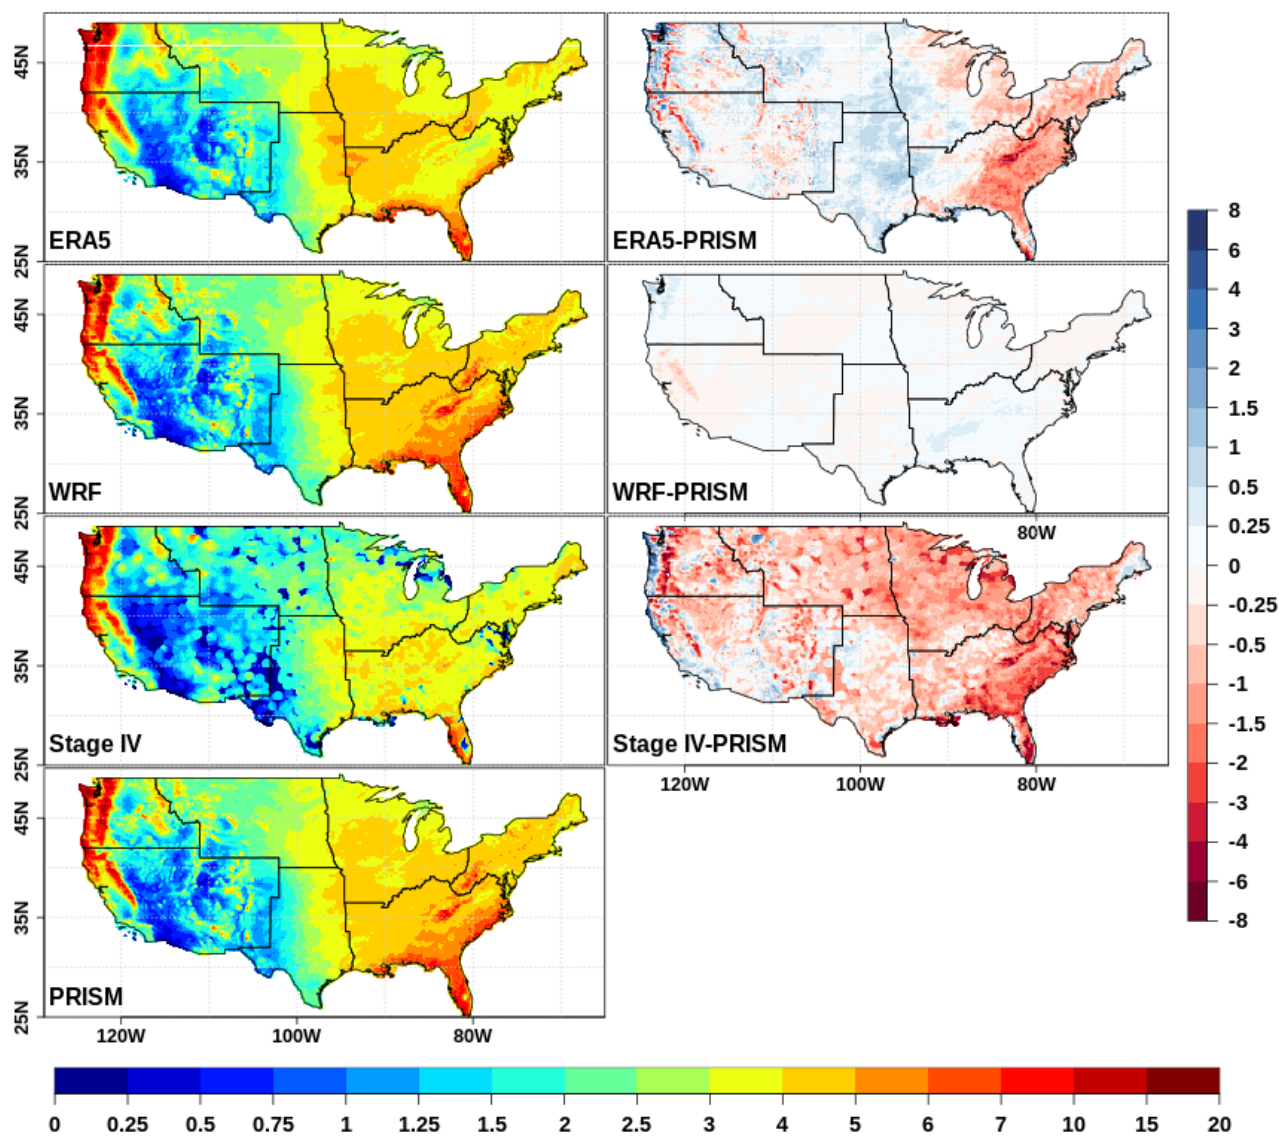 45N
35N
25N
ERA5
ERA5-PRISM
45N
35N
25N
WRF
WRF-PRISM
80W
45N
35N
25N
Stage IV
Stage IV-PRISM
120W 100W 80W
45N
35N
25N
PRISM
120W 100W 80W
8
6
4
3
2
1.5
1
0.5
0.25
0
-0.25
-0.5
-1
-1.5
-2
-3
-4
-6
-8
0 0.25 0.5 0.75 1 1.25 1.5 2 2.5 3 4 5 6 7 10 15 20